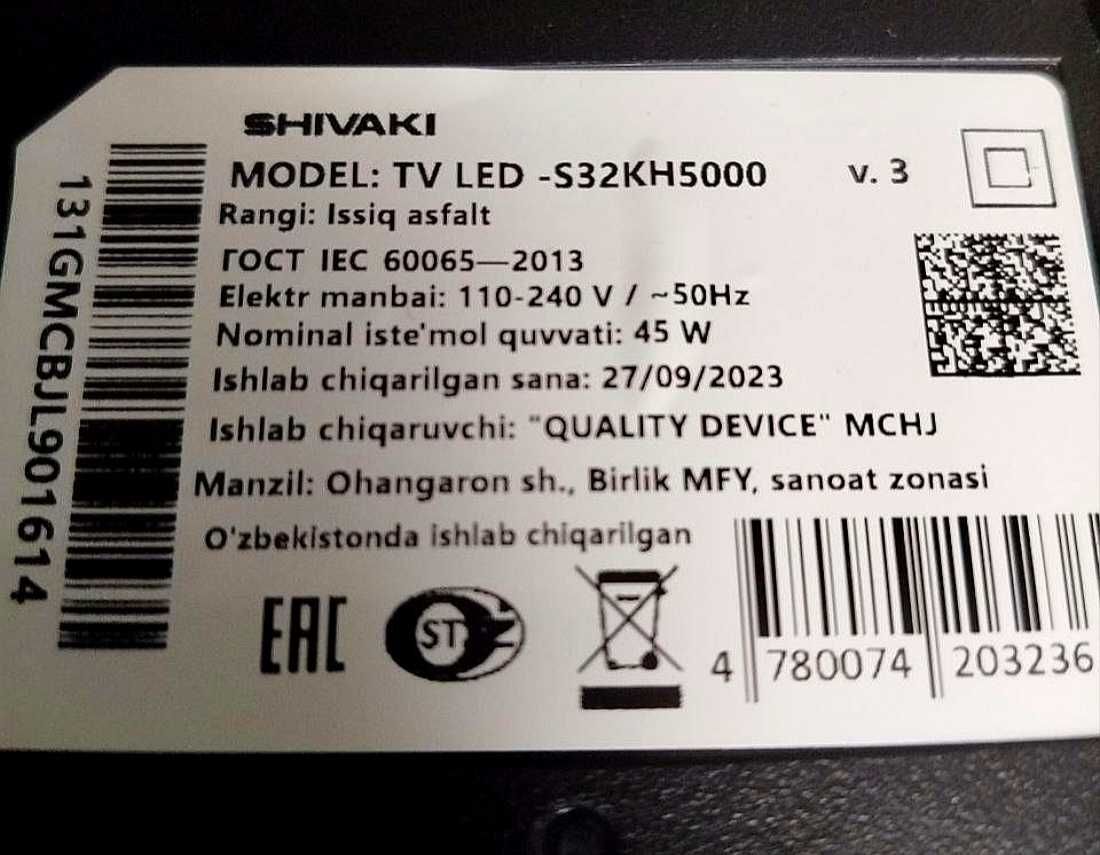 SHIVAKI
MODEL: TV LED -S32KH5000 v. 3
Rangi: Issiq asfalt
ГОСТ IEC 60065—2013
Elektr manbai: 110-240 V / ~50Hz
Nominal iste'mol quvvati: 45 W
Ishlab chiqarilgan sana: 27/09/2023
Ishlab chiqaruvchi: "QUALITY DEVICE" MCHJ
Manzil: Ohangaron sh., Birlik MFY, sanoat zonasi
O'zbekistonda ishlab chiqarilgan
131GMCBJL901614
EAC
ST
4 780074 203236